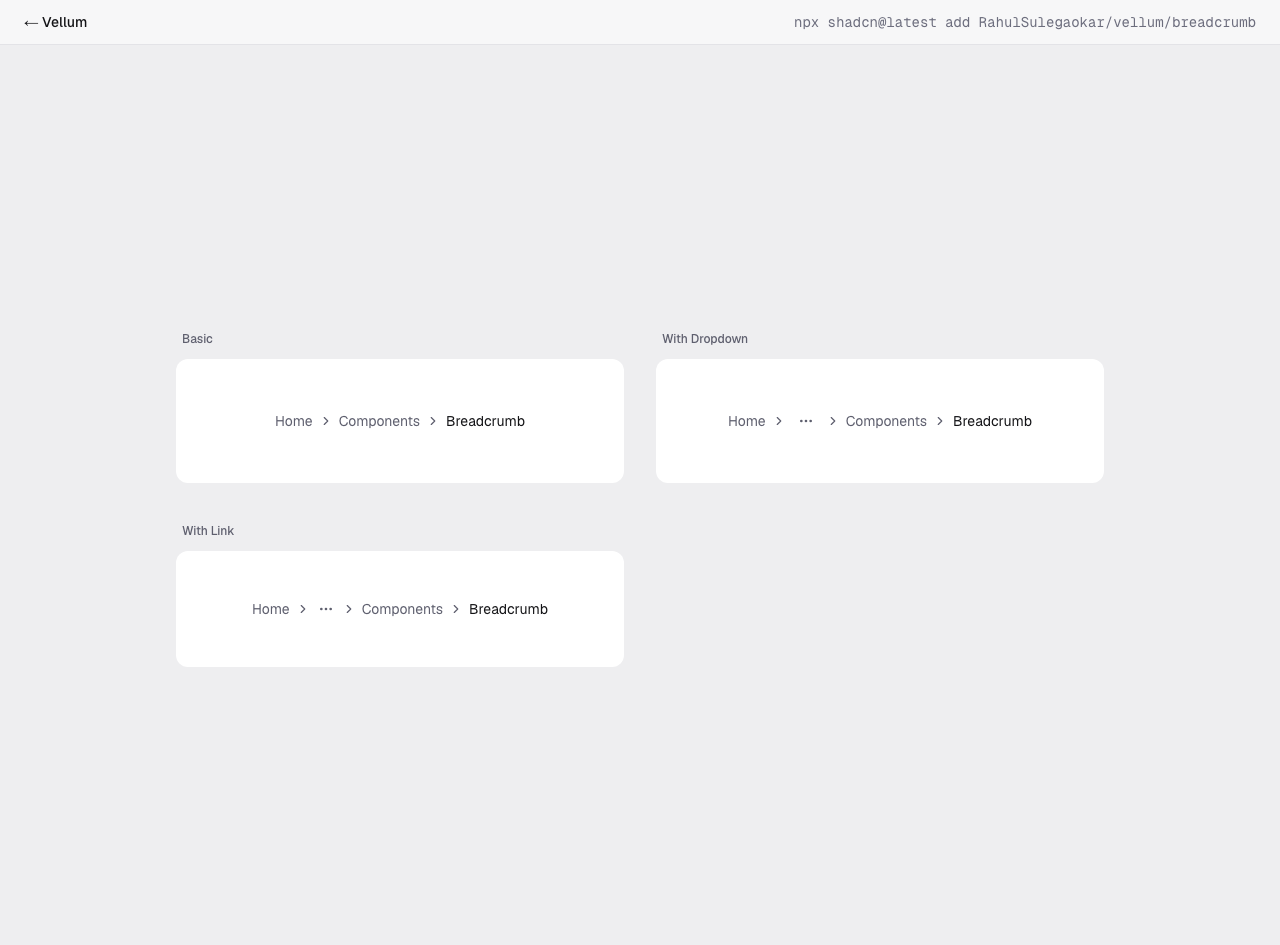 ← Vellum
npx shadcn@latest add RahulSulegaokar/vellum/breadcrumb
Basic
Home > Components > Breadcrumb
With Dropdown
Home > ··· > Components > Breadcrumb
With Link
Home > ··· > Components > Breadcrumb